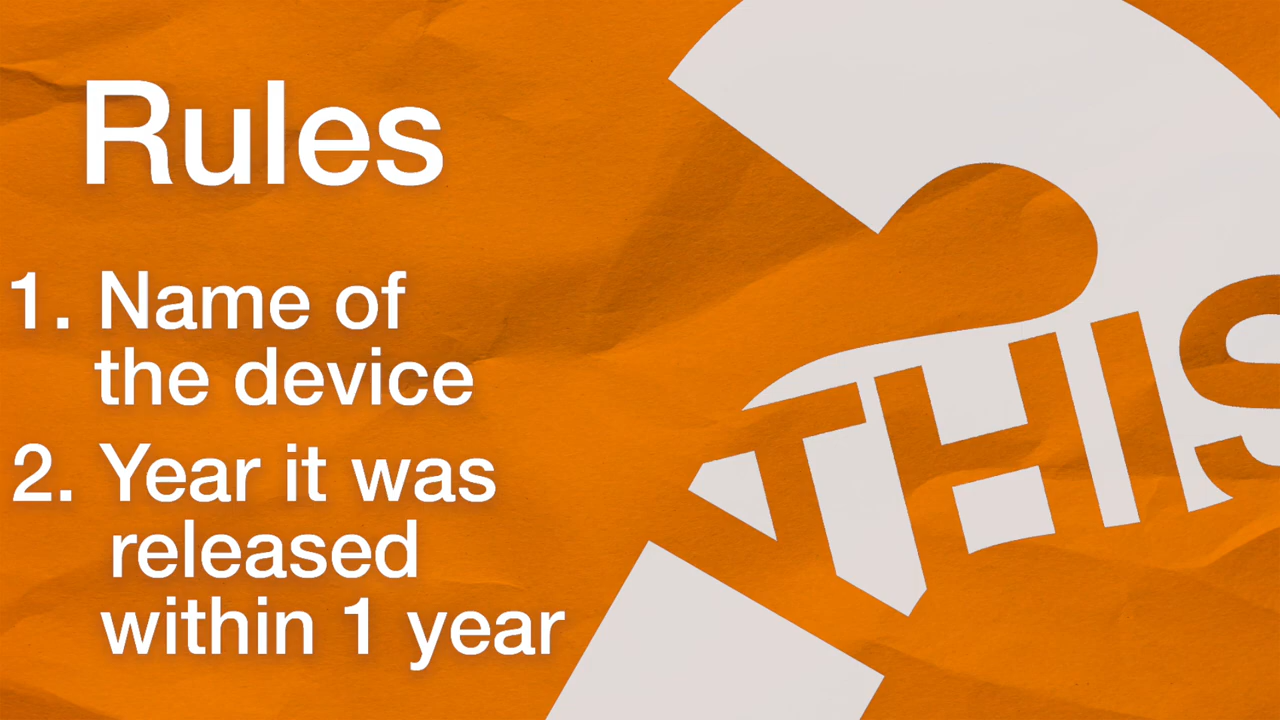 Rules
1. Name of
the device
2. Year it was
released
within 1 year
THIS